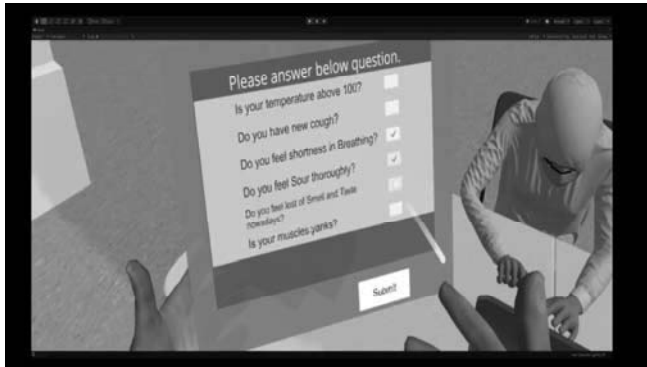 Please answer below question.
Is your temperature above 100?
Do you have new cough?
Do you feel shortness in Breathing?
Do you feel Sour thoroughly?
Do you feel lost of Smell and Taste
nowadays?
Is your muscles yanks?
Submit